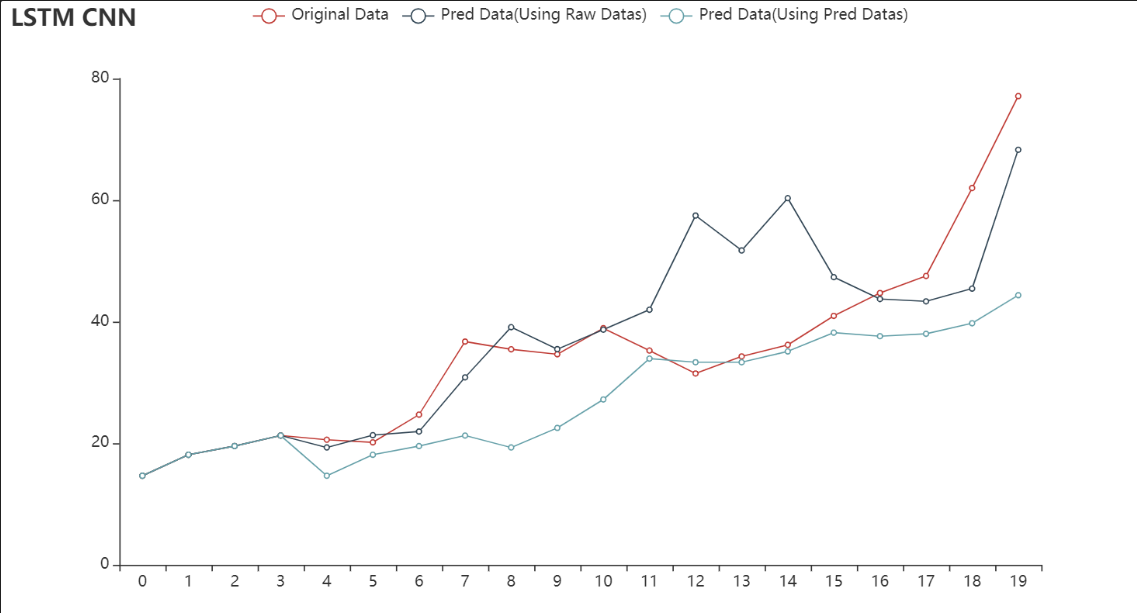 LSTM CNN
Original Data Pred Data(Using Raw Datas) Pred Data(Using Pred Datas)
80
60
40
20
0
0 1 2 3 4 5 6 7 8 9 10 11 12 13 14 15 16 17 18 19